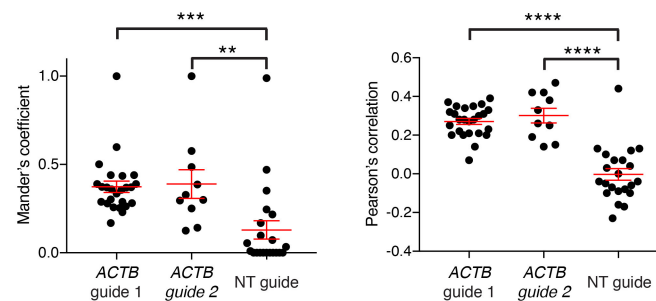 ***
**
Mander's coefficient
1.0
0.5
0.0
ACTB
guide 1
ACTB
guide 2
NT guide
****
****
Pearson's correlation
0.6
0.4
0.2
0.0
-0.2
-0.4
ACTB
guide 1
ACTB
guide 2
NT guide